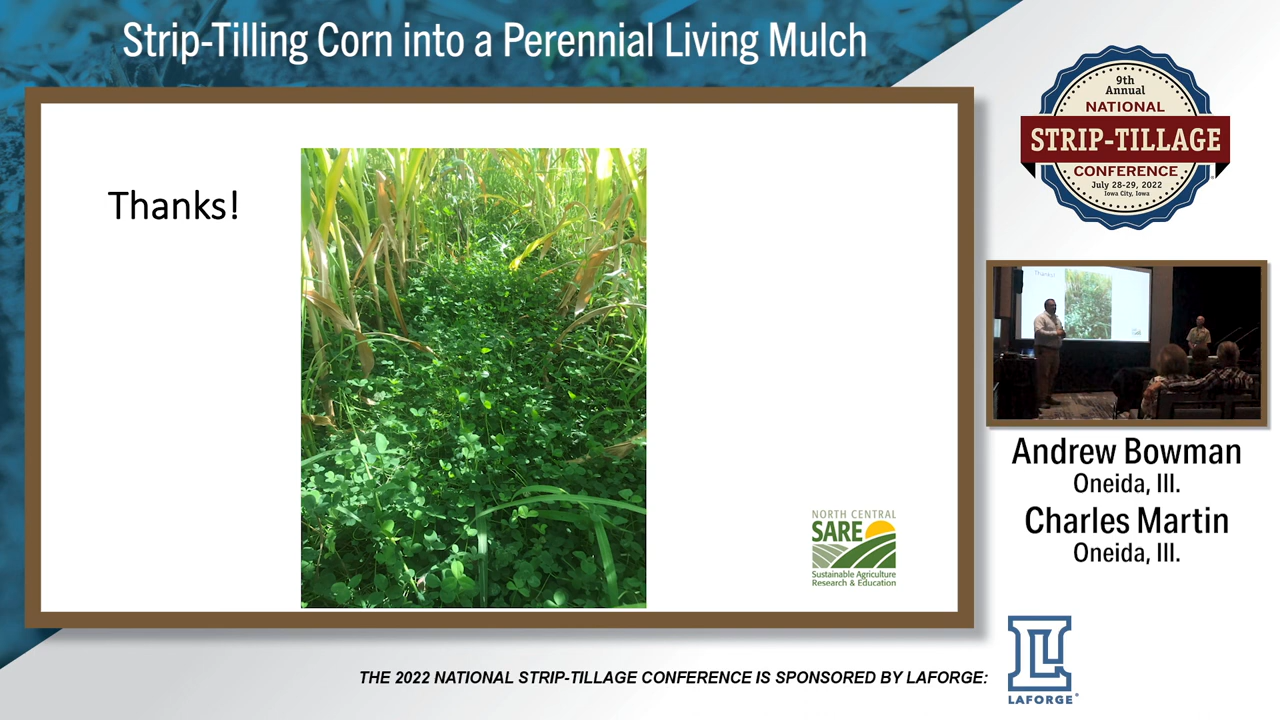 Strip-Tilling Corn into a Perennial Living Mulch
9th
Annual
NATIONAL
STRIP-TILLAGE
CONFERENCE
July 28-29, 2022
Iowa City, Iowa
Thanks!
NORTH CENTRAL
SARE
Sustainable Agriculture
Research & Education
Thanks!
Andrew Bowman
Oneida, Ill.
Charles Martin
Oneida, Ill.
THE 2022 NATIONAL STRIP-TILLAGE CONFERENCE IS SPONSORED BY LAFORGE:
LAFORGE®